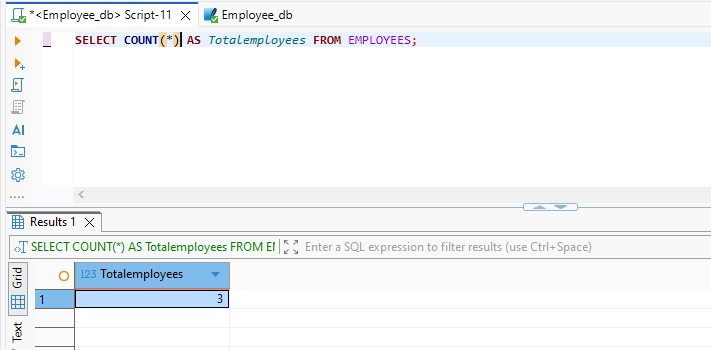 *<Employee_db> Script-11
Employee_db
SELECT COUNT(*) AS Totalemployees FROM EMPLOYEES;
AI
Results 1
SELECT COUNT(*) AS Totalemployees FROM EI
Enter a SQL expression to filter results (use Ctrl+Space)
Grid
Text
123 Totalemployees
1 3